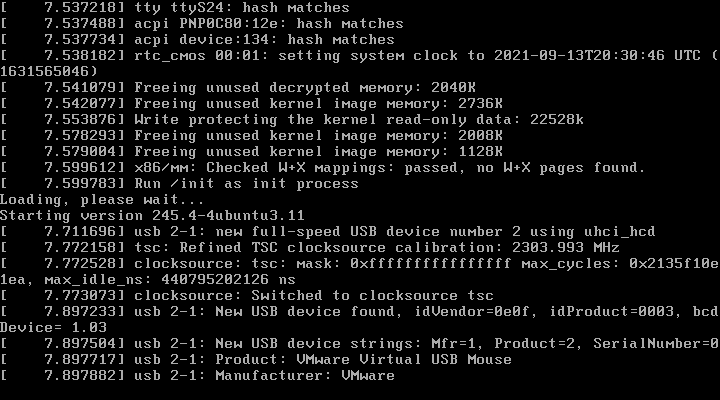 [    7.537218] tty ttyS24: hash matches
[    7.537488] acpi PNP0C80:12e: hash matches
[    7.537734] acpi device:134: hash matches
[    7.538182] rtc_cmos 00:01: setting system clock to 2021-09-13T20:30:46 UTC (
1631565046)
[    7.541079] Freeing unused decrypted memory: 2040K
[    7.542077] Freeing unused kernel image memory: 2736K
[    7.553876] Write protecting the kernel read-only data: 22528k
[    7.578293] Freeing unused kernel image memory: 2008K
[    7.579004] Freeing unused kernel image memory: 1128K
[    7.599612] x86/mm: Checked W+X mappings: passed, no W+X pages found.
[    7.599783] Run /init as init process
Loading, please wait...
Starting version 245.4-4ubuntu3.11
[    7.711696] usb 2-1: new full-speed USB device number 2 using uhci_hcd
[    7.772158] tsc: Refined TSC clocksource calibration: 2303.993 MHz
[    7.772528] clocksource: tsc: mask: 0xffffffffffffffff max_cycles: 0x2135f10e
1ea, max_idle_ns: 440795202126 ns
[    7.773073] clocksource: Switched to clocksource tsc
[    7.897233] usb 2-1: New USB device found, idVendor=0e0f, idProduct=0003, bcd
Device= 1.03
[    7.897504] usb 2-1: New USB device strings: Mfr=1, Product=2, SerialNumber=0
[    7.897717] usb 2-1: Product: VMware Virtual USB Mouse
[    7.897882] usb 2-1: Manufacturer: VMware